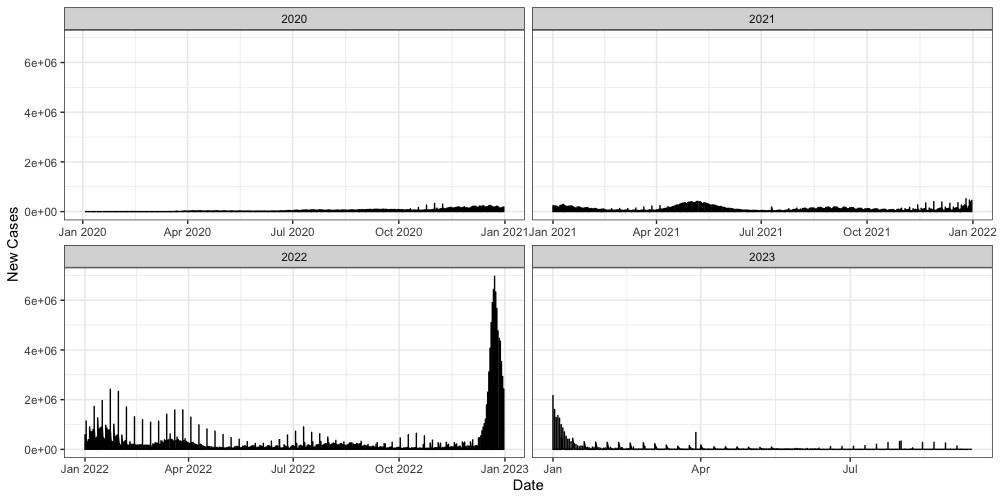 2020
2021
6e+06
4e+06
2e+06
0e+00
Jan 2020
Apr 2020
Jul 2020
Oct 2020
Jan 2021
Jan 2021
Apr 2021
Jul 2021
Oct 2021
Jan 2022
New Cases
2022
2023
6e+06
4e+06
2e+06
0e+00
Jan 2022
Apr 2022
Jul 2022
Oct 2022
Jan 2023
Jan
Apr
Jul
Date